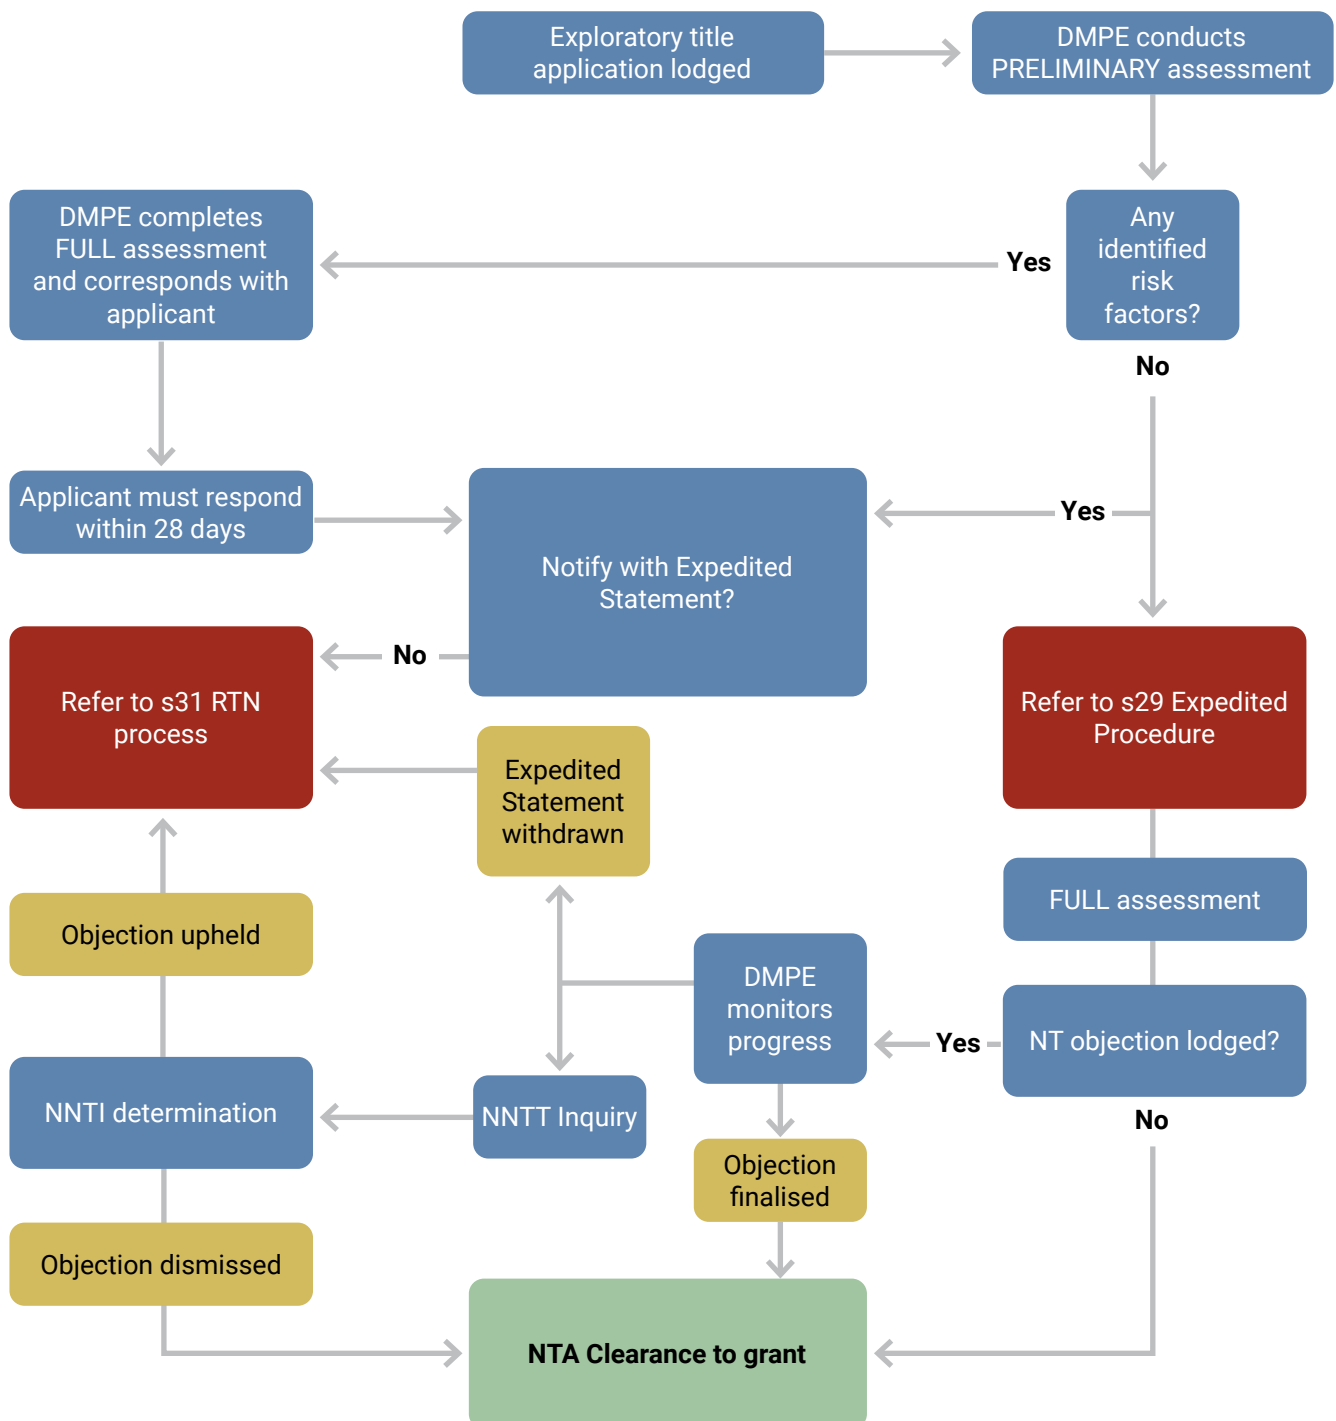 Exploratory title
application lodged
DMPE conducts
PRELIMINARY assessment
Any
identified
risk
factors?
Yes
No
DMPE completes
FULL assessment
and corresponds with
applicant
Applicant must respond
within 28 days
Notify with Expedited
Statement?
Yes
No
Refer to s31 RTN
process
Refer to s29 Expedited
Procedure
Expedited
Statement
withdrawn
FULL assessment
Objection upheld
DMPE
monitors
progress
Yes
NT objection lodged?
No
NNTI determination
NNTT Inquiry
Objection
finalised
Objection dismissed
NTA Clearance to grant